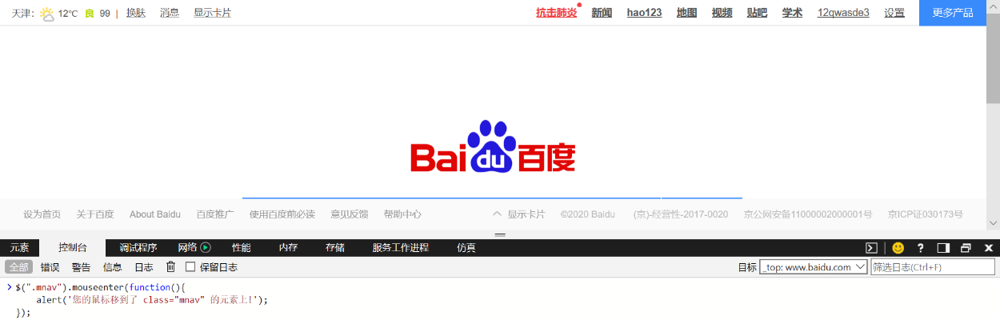 天津: 12℃ 良 99 | 换肤 消息 显示卡片 抗击肺炎 新闻 hao123 地图 视频 贴吧 学术 12qwasde3 设置 更多产品
Bai du 百度
设为首页 关于百度 About Baidu 百度推广 使用百度前必读 意见反馈 帮助中心 显示卡片 ©2020 Baidu (京)-经营性-2017-0020 京公网安备11000002000001号 京ICP证030173号
元素 控制台 调试程序 网络 性能 内存 存储 服务工作进程 仿真
全部 错误 警告 信息 日志 保留日志 目标 _top: www.baidu.com 筛选日志(Ctrl+F)
$(".mnav").mouseenter(function(){
alert('您的鼠标移到了 class="mnav" 的元素上!');
});